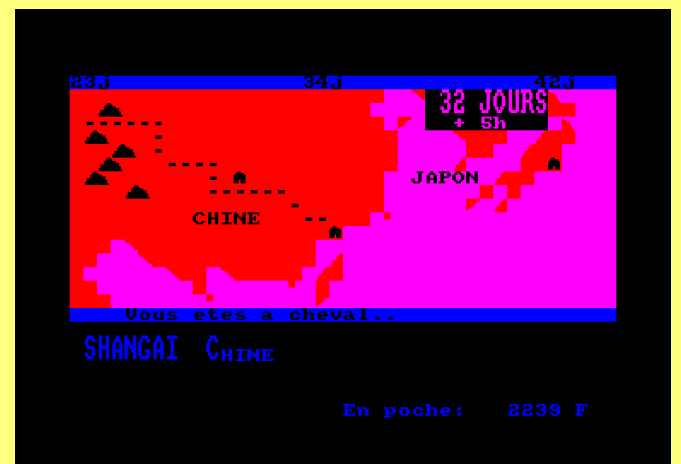 23j 34j 42j
32 JOURS
+ 5h
JAPON
CHINE
Vous etes a cheval..
SHANGAI CHINE
En poche: 2239 F